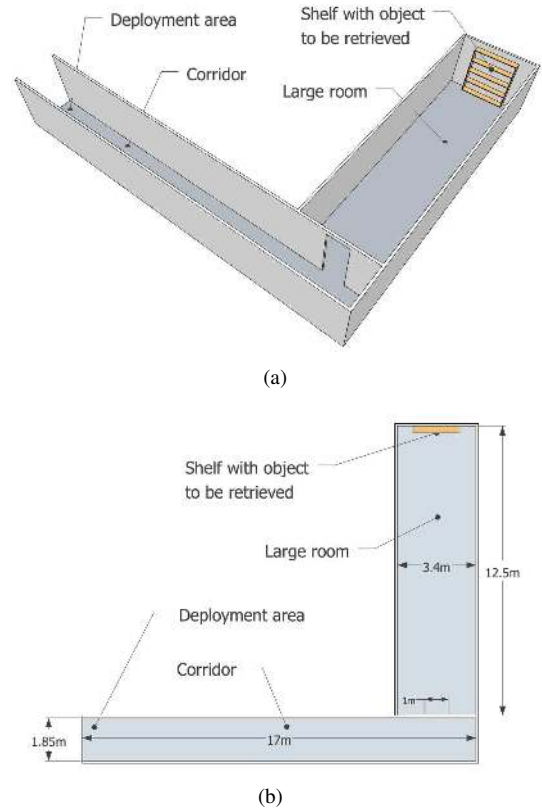 Deployment area
Shelf with object
to be retrieved
Corridor
Large room
(a)
Shelf with object
to be retrieved
Large room
3.4m
12.5m
Deployment area
Corridor
1m
1.85m
17m
(b)